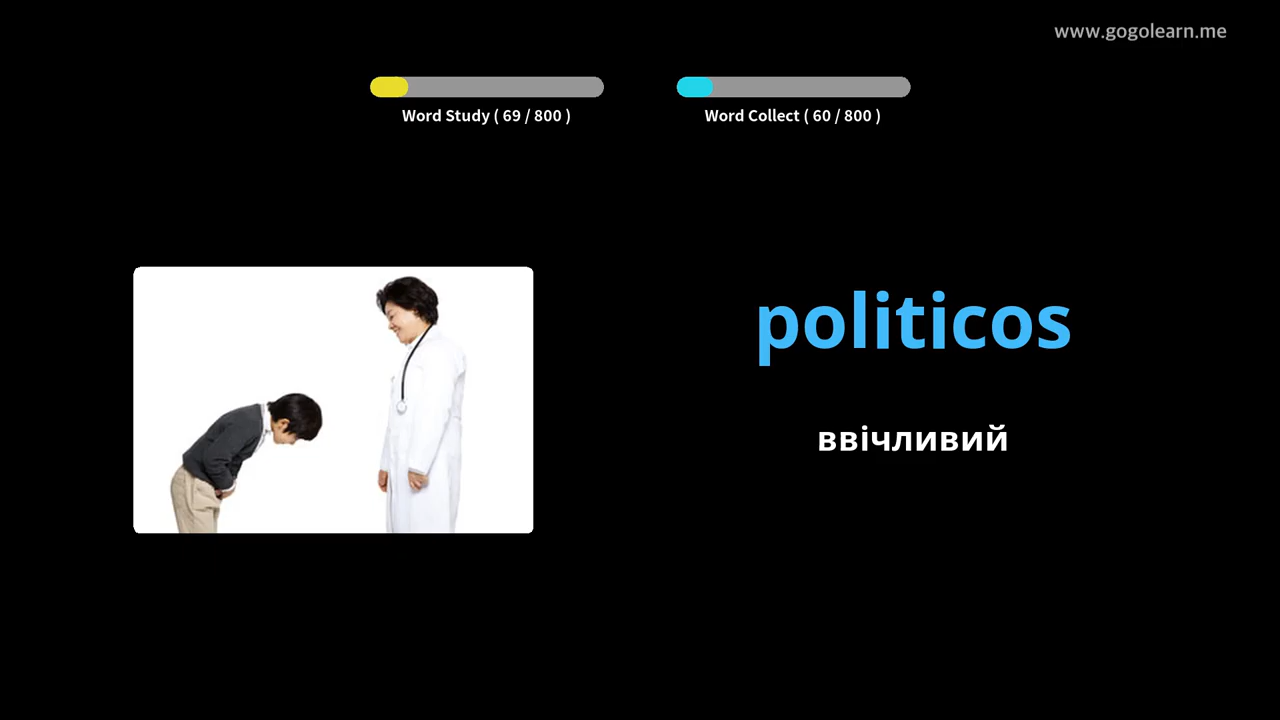 www.gogolearn.me
Word Study ( 69 / 800 )
Word Collect ( 60 / 800 )
politicos
ввічливий